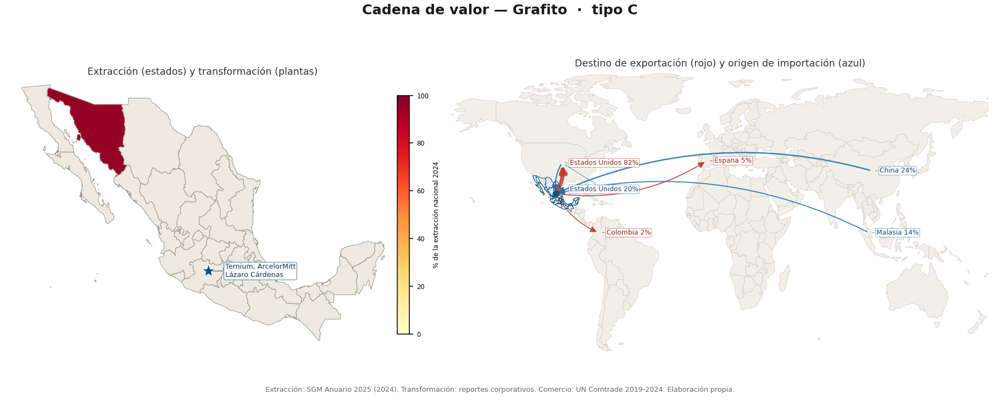 Cadena de valor — Grafito · tipo C
Extracción (estados) y transformación (plantas)
Ternium; ArcelorMitt
Lázaro Cárdenas
100
80
60
40
20
0
% de la extracción nacional 2024
Destino de exportación (rojo) y origen de importación (azul)
Estados Unidos 82%
Espana 5%
China 24%
Estados Unidos 20%
Colombia 2%
Malasia 14%
Extracción: SGM Anuario 2025 (2024). Transformación: reportes corporativos. Comercio: UN Comtrade 2019-2024. Elaboración propia.